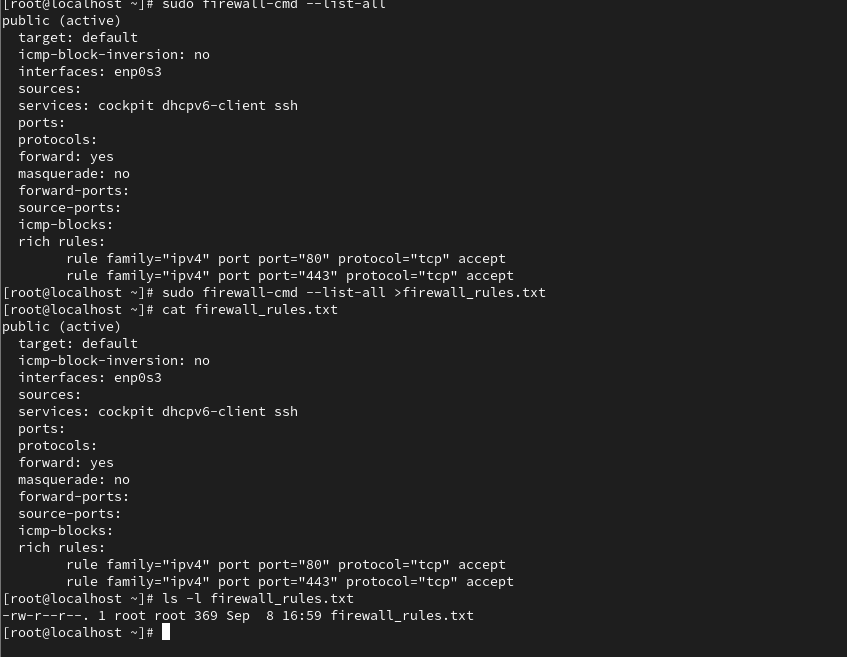 [root@localhost ~]# sudo firewall-cmd --list-all
public (active)
  target: default
  icmp-block-inversion: no
  interfaces: enp0s3
  sources:
  services: cockpit dhcpv6-client ssh
  ports:
  protocols:
  forward: yes
  masquerade: no
  forward-ports:
  source-ports:
  icmp-blocks:
  rich rules:
        rule family="ipv4" port port="80" protocol="tcp" accept
        rule family="ipv4" port port="443" protocol="tcp" accept
[root@localhost ~]# sudo firewall-cmd --list-all >firewall_rules.txt
[root@localhost ~]# cat firewall_rules.txt
public (active)
  target: default
  icmp-block-inversion: no
  interfaces: enp0s3
  sources:
  services: cockpit dhcpv6-client ssh
  ports:
  protocols:
  forward: yes
  masquerade: no
  forward-ports:
  source-ports:
  icmp-blocks:
  rich rules:
        rule family="ipv4" port port="80" protocol="tcp" accept
        rule family="ipv4" port port="443" protocol="tcp" accept
[root@localhost ~]# ls -l firewall_rules.txt
-rw-r--r--. 1 root root 369 Sep  8 16:59 firewall_rules.txt
[root@localhost ~]#